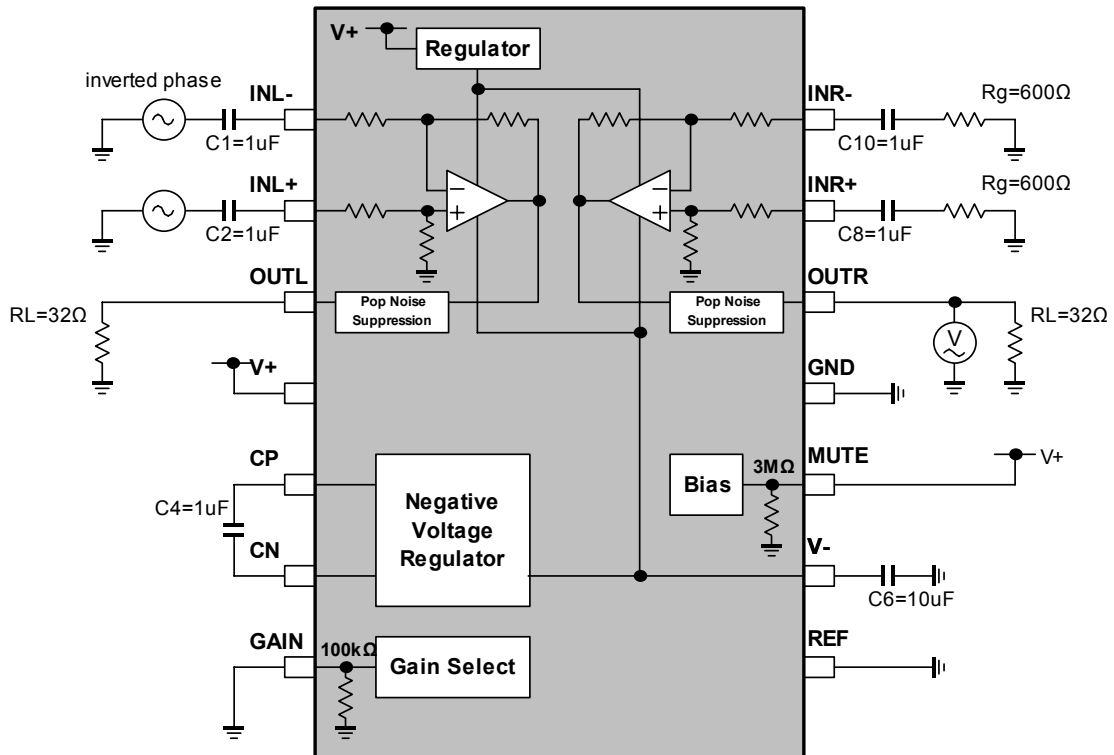 V+
Regulator
inverted phase
INL-
C1=1uF
INR-
C10=1uF
Rg=600Ω
INL+
C2=1uF
INR+
C8=1uF
Rg=600Ω
−
+
−
+
OUTL
Pop Noise
Suppression
Pop Noise
Suppression
OUTR
RL=32Ω
V
RL=32Ω
V+
GND
CP
C4=1uF
CN
Negative
Voltage
Regulator
Bias
3MΩ
MUTE
V+
V-
C6=10uF
GAIN
100kΩ
Gain Select
REF